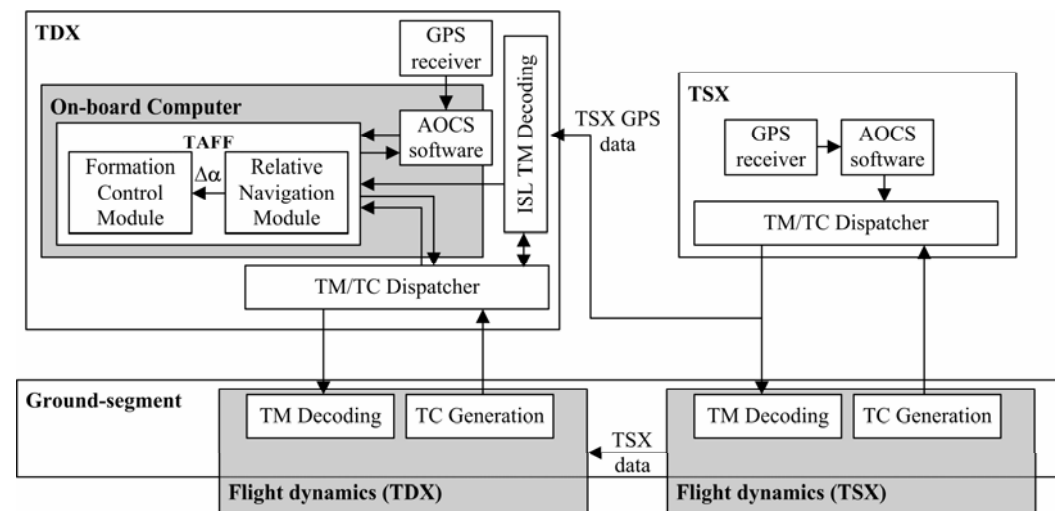 TDX
GPS
receiver
On-board Computer
AOCS
software
TAFF
Formation
Control
Module
Δα
Relative
Navigation
Module
ISL TM Decoding
TM/TC Dispatcher
TSX GPS
data
TSX
GPS
receiver
AOCS
software
TM/TC Dispatcher
Ground-segment
TM Decoding
TC Generation
Flight dynamics (TDX)
TSX
data
TM Decoding
TC Generation
Flight dynamics (TSX)